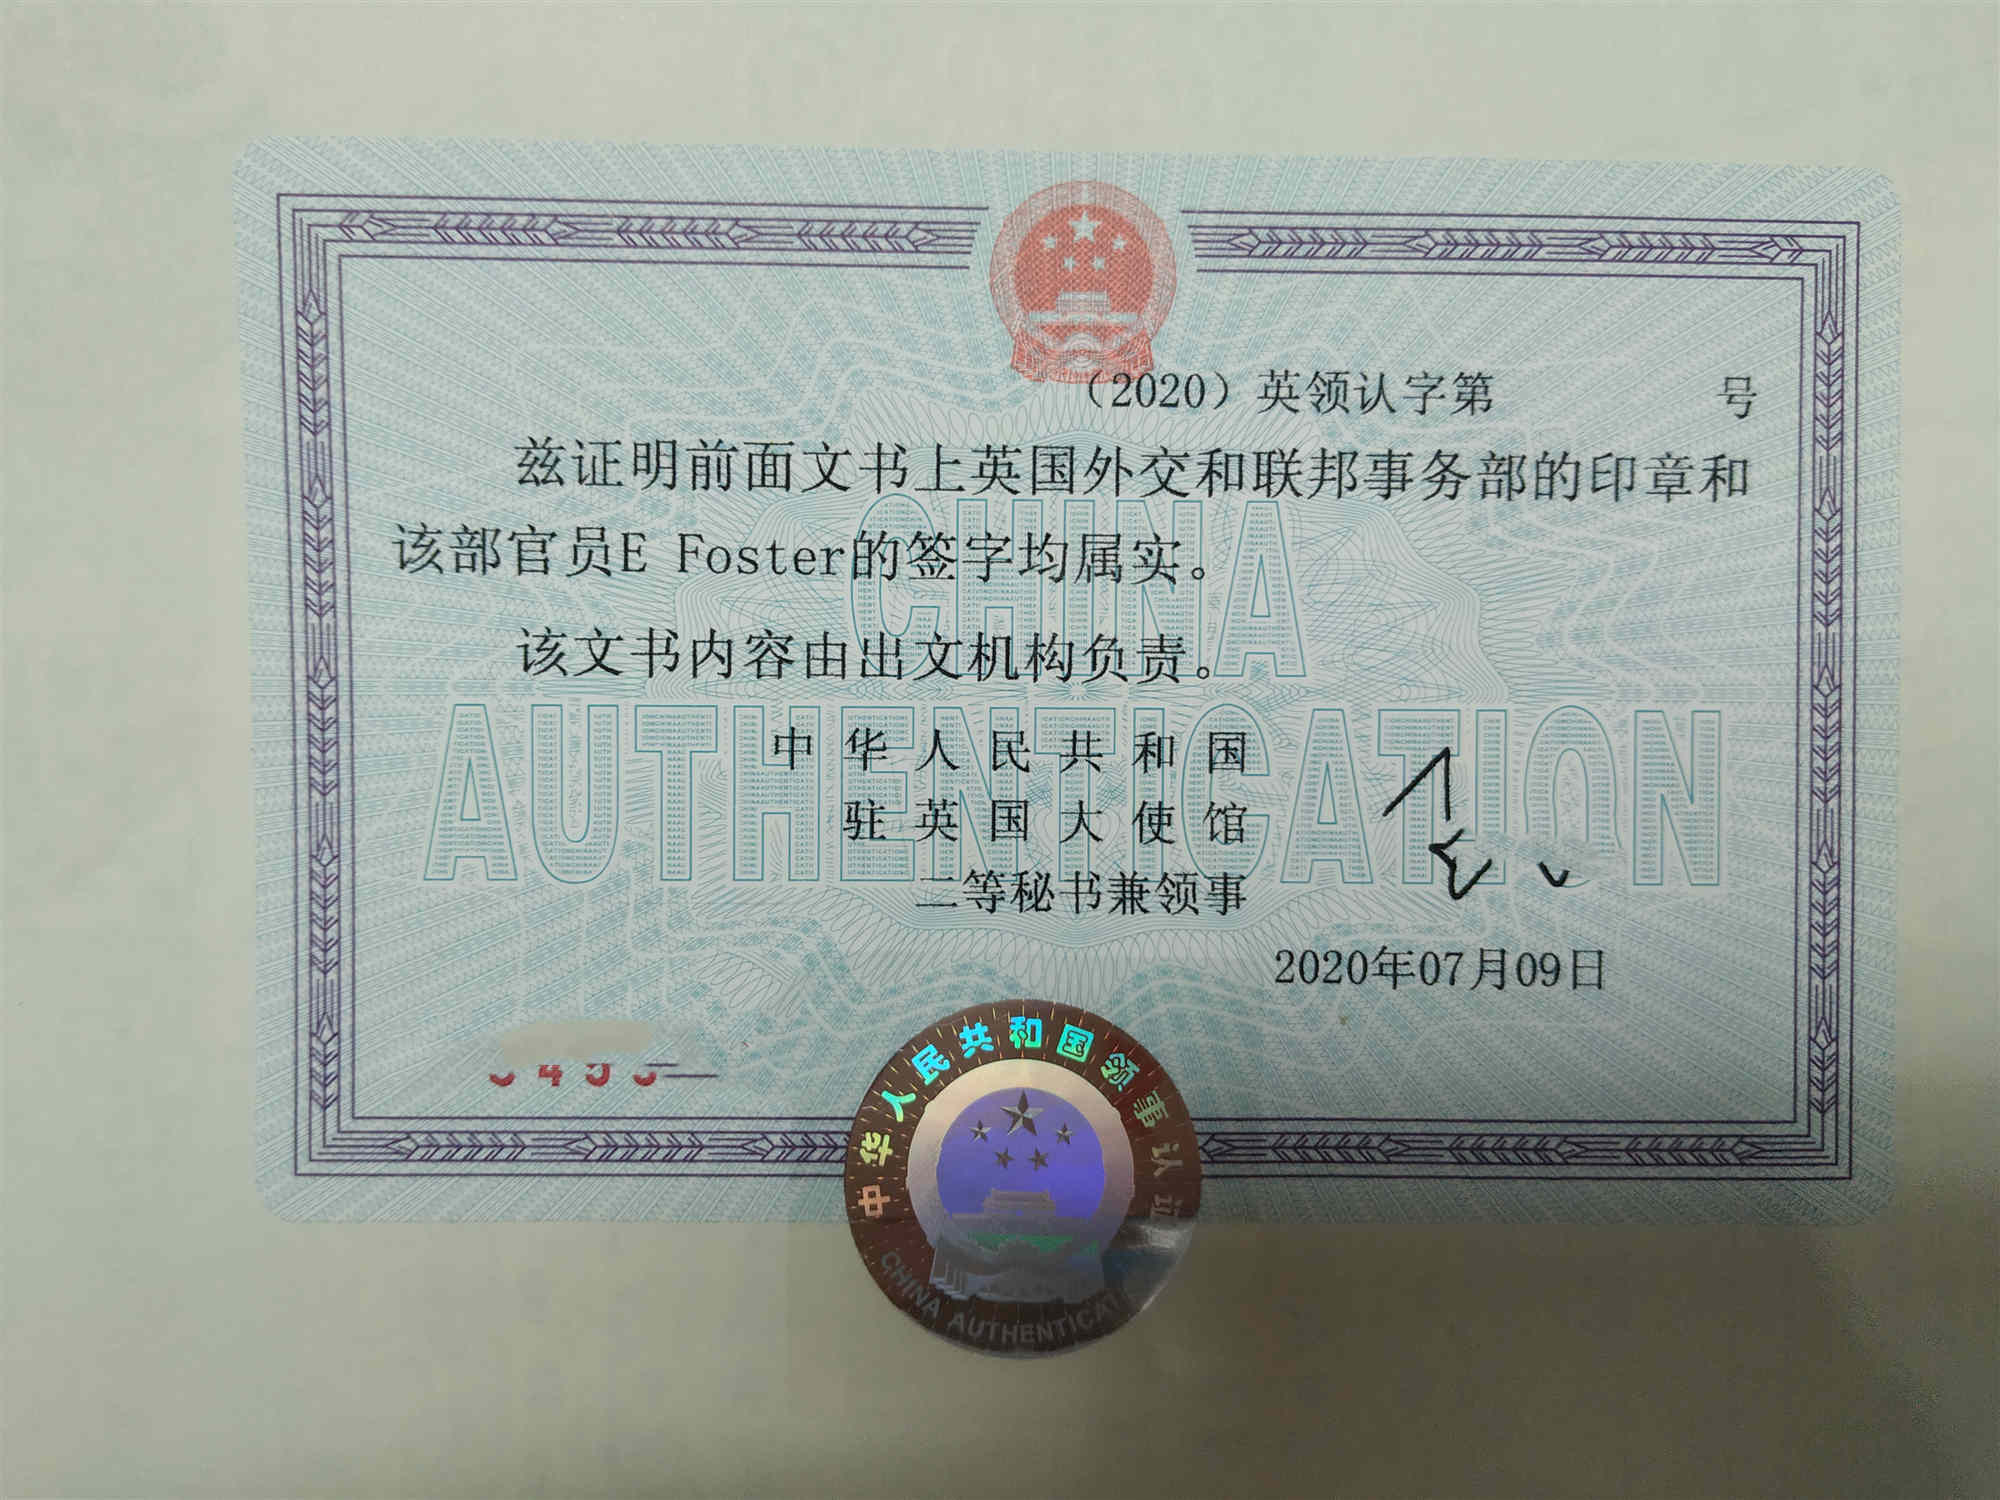 （2020）英领认字第 号
兹证明前面文书上英国外交和联邦事务部的印章和
该部官员E Foster的签字均属实。
该文书内容由出文机构负责。
中华人民共和国
驻英国大使馆
二等秘书兼领事
2020年07月09日
CHINA
AUTHENTICATION
中华人民共和国领事认证
CHINA AUTHENTICAT